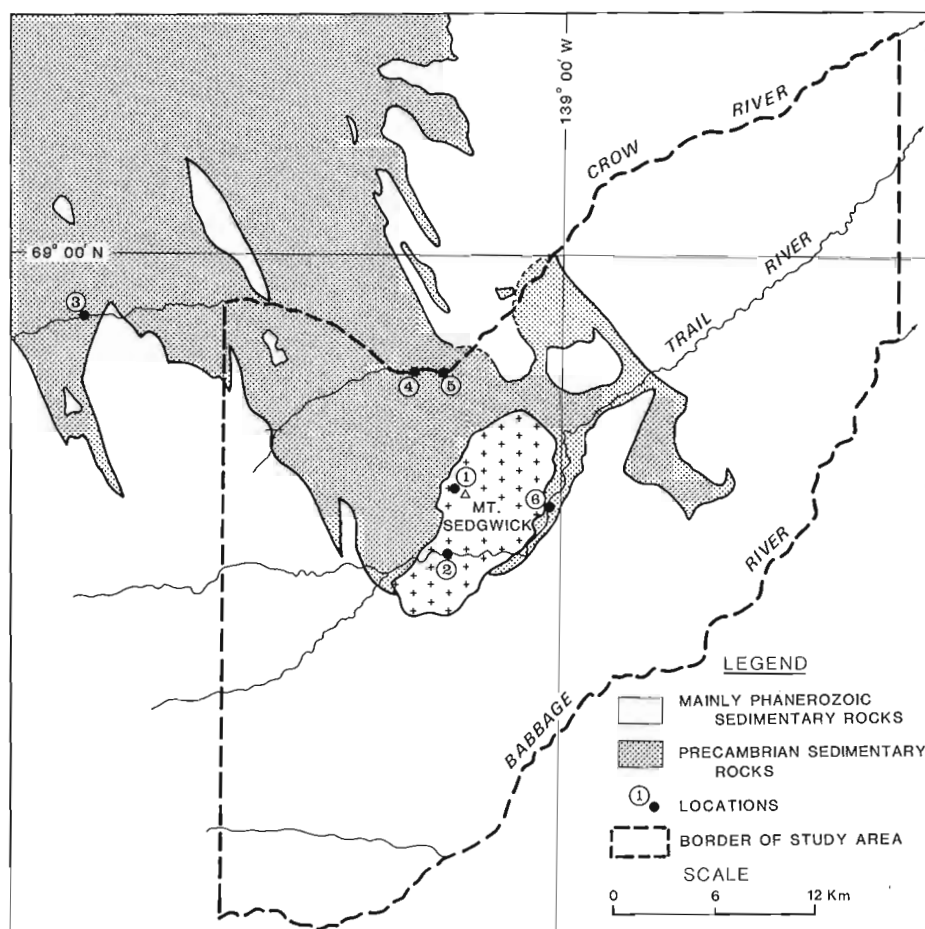 139° 00' W
CROW RIVER
69° 00' N
TRAIL RIVER
3
4
5
1
MT.
SEDGWICK
6
2
BABBAGE RIVER
LEGEND
MAINLY PHANEROZOIC
SEDIMENTARY ROCKS
PRECAMBRIAN SEDIMENTARY
ROCKS
1 LOCATIONS
BORDER OF STUDY AREA
SCALE
0 6 12 Km